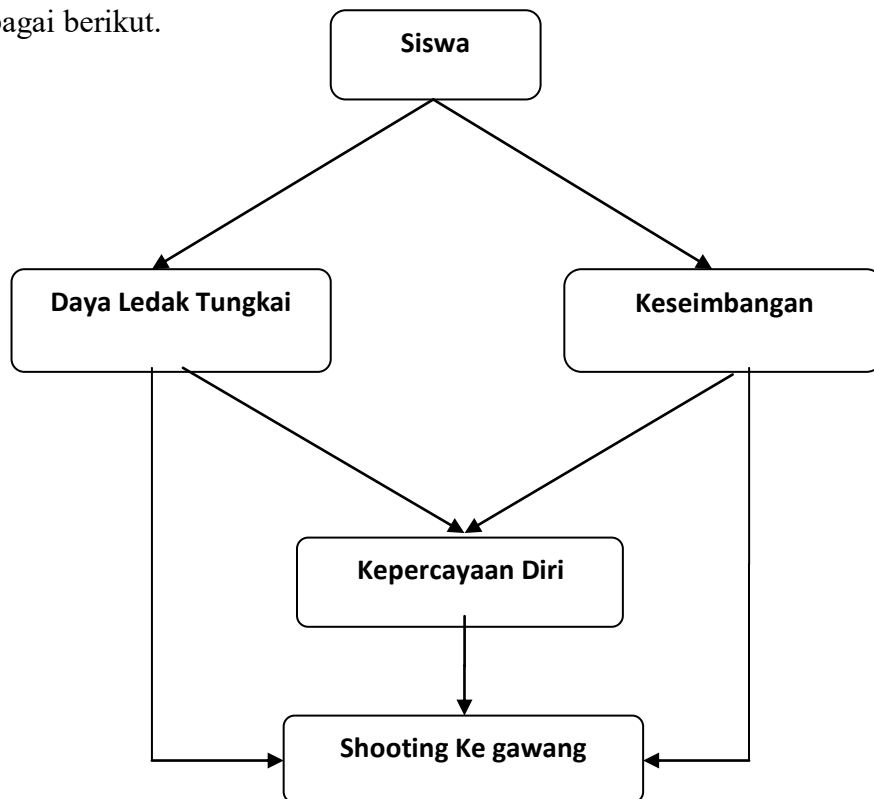 bagai berikut.
Siswa
Daya Ledak Tungkai
Keseimbangan
Kepercayaan Diri
Shooting Ke gawang